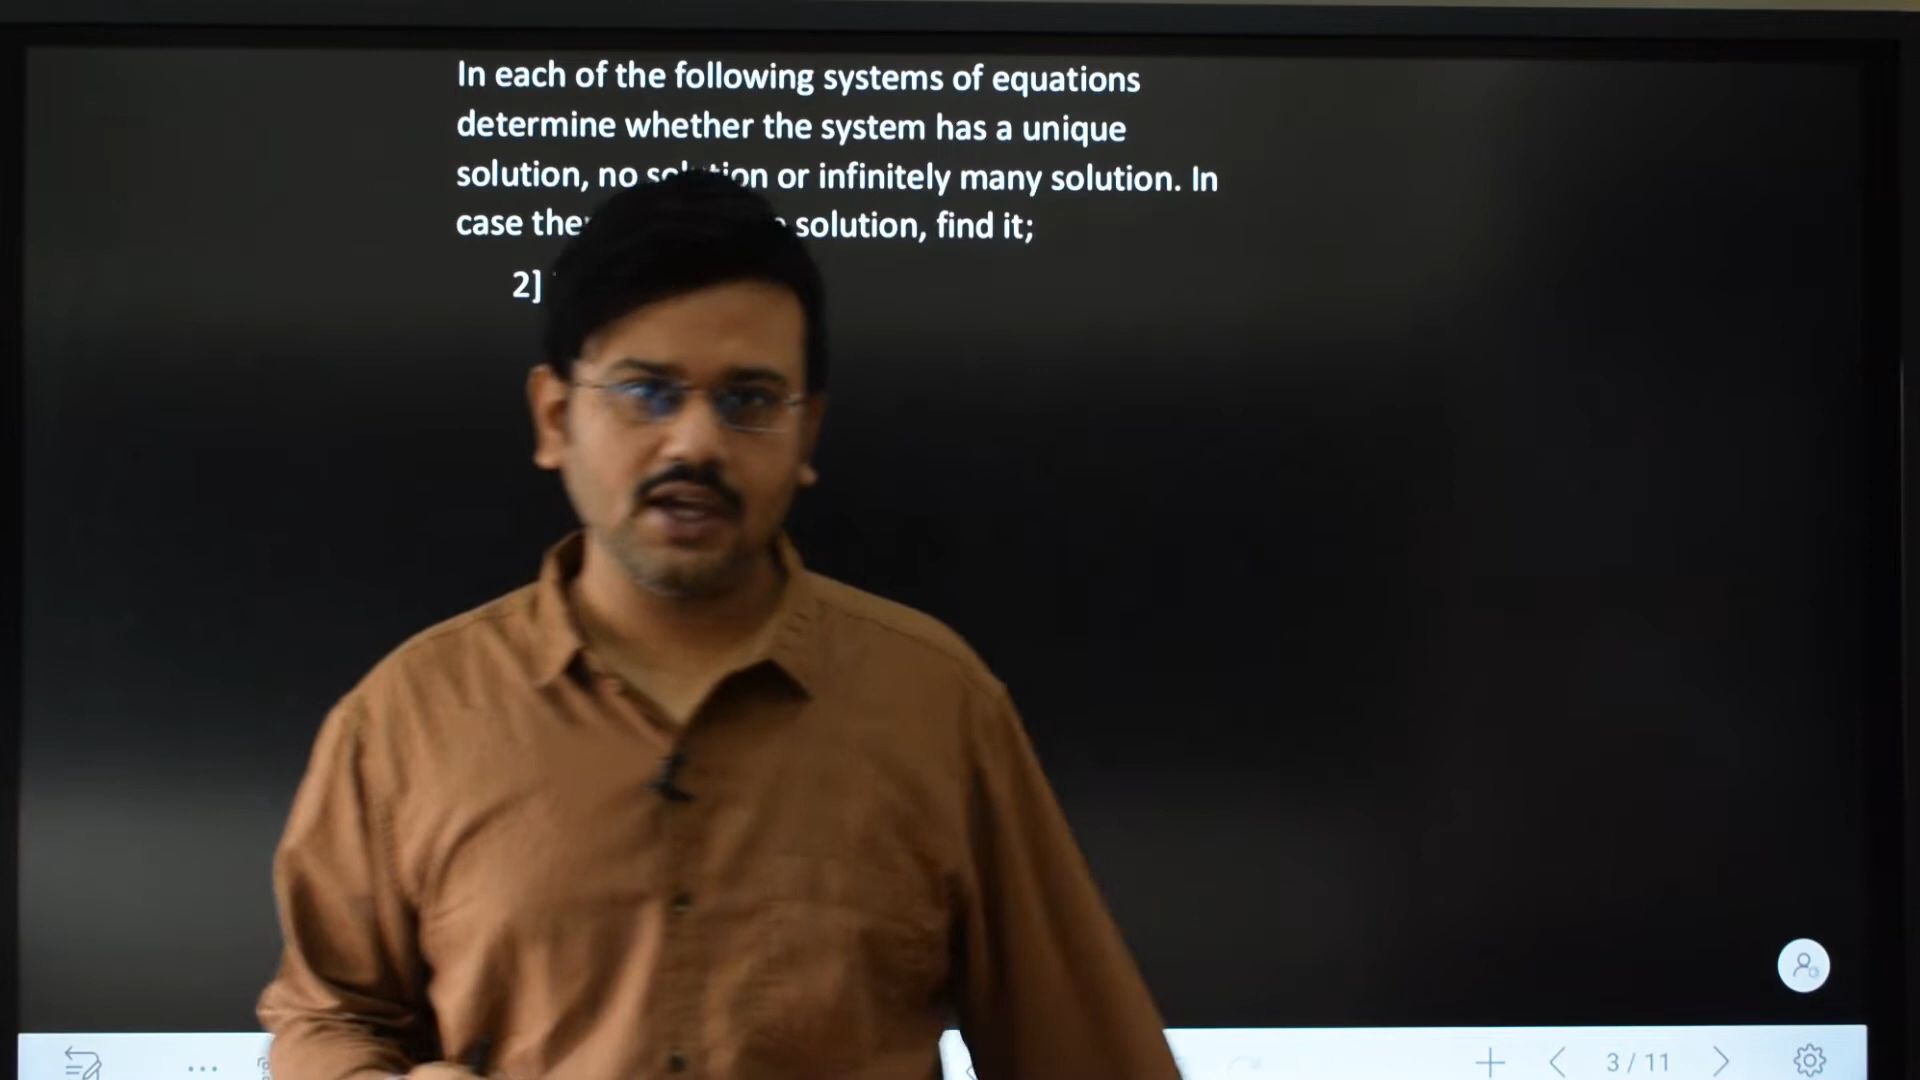 In each of the following systems of equations
determine whether the system has a unique
solution, no solution or infinitely many solution. In
case solution, find it;
2]
3 / 11